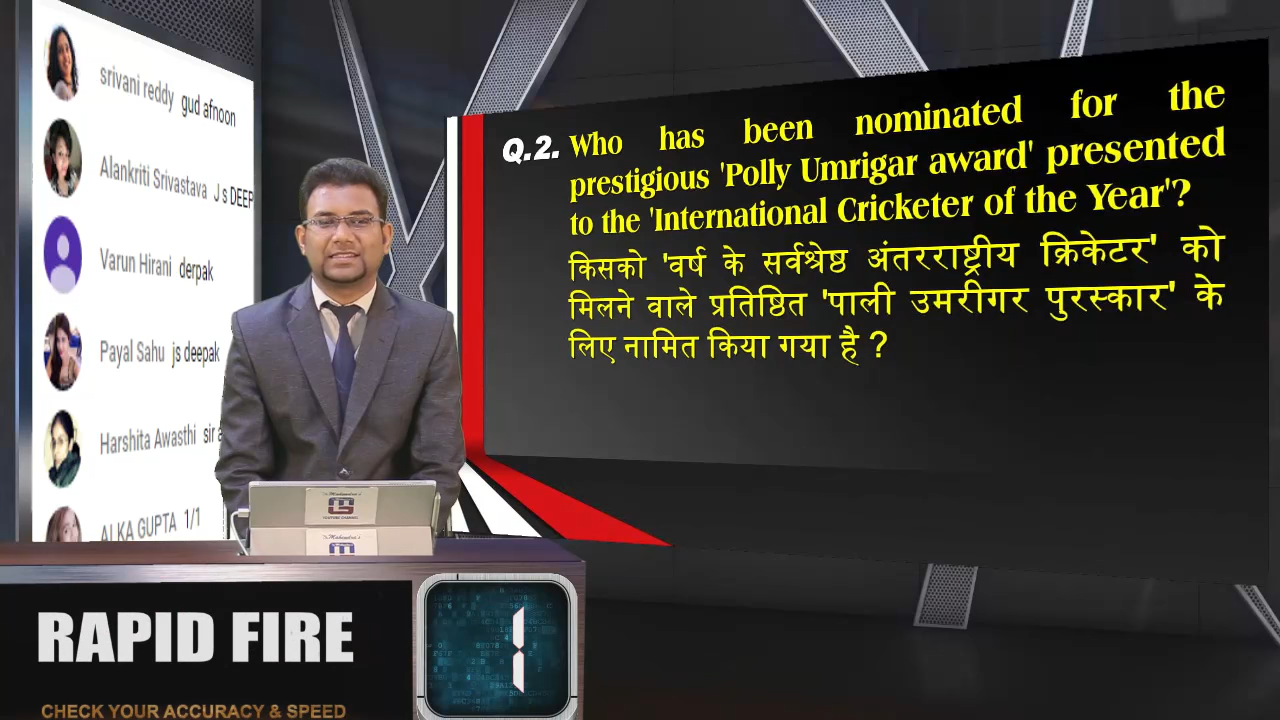 srivani reddy gud afnoon
Alankriti Srivastava J s DEEP
Varun Hirani derpak
Payal Sahu js deepak
Harshita Awasthi sir a
ALKA GUPTA 1/1
Q.2. Who has been nominated for the
prestigious 'Polly Umrigar award' presented
to the 'International Cricketer of the Year'?
किसको 'वर्ष के सर्वश्रेष्ठ अंतरराष्ट्रीय क्रिकेटर' को
मिलने वाले प्रतिष्ठित 'पाली उमरीगर पुरस्कार' के
लिए नामित किया गया है ?
RAPID FIRE
1
CHECK YOUR ACCURACY & SPEED